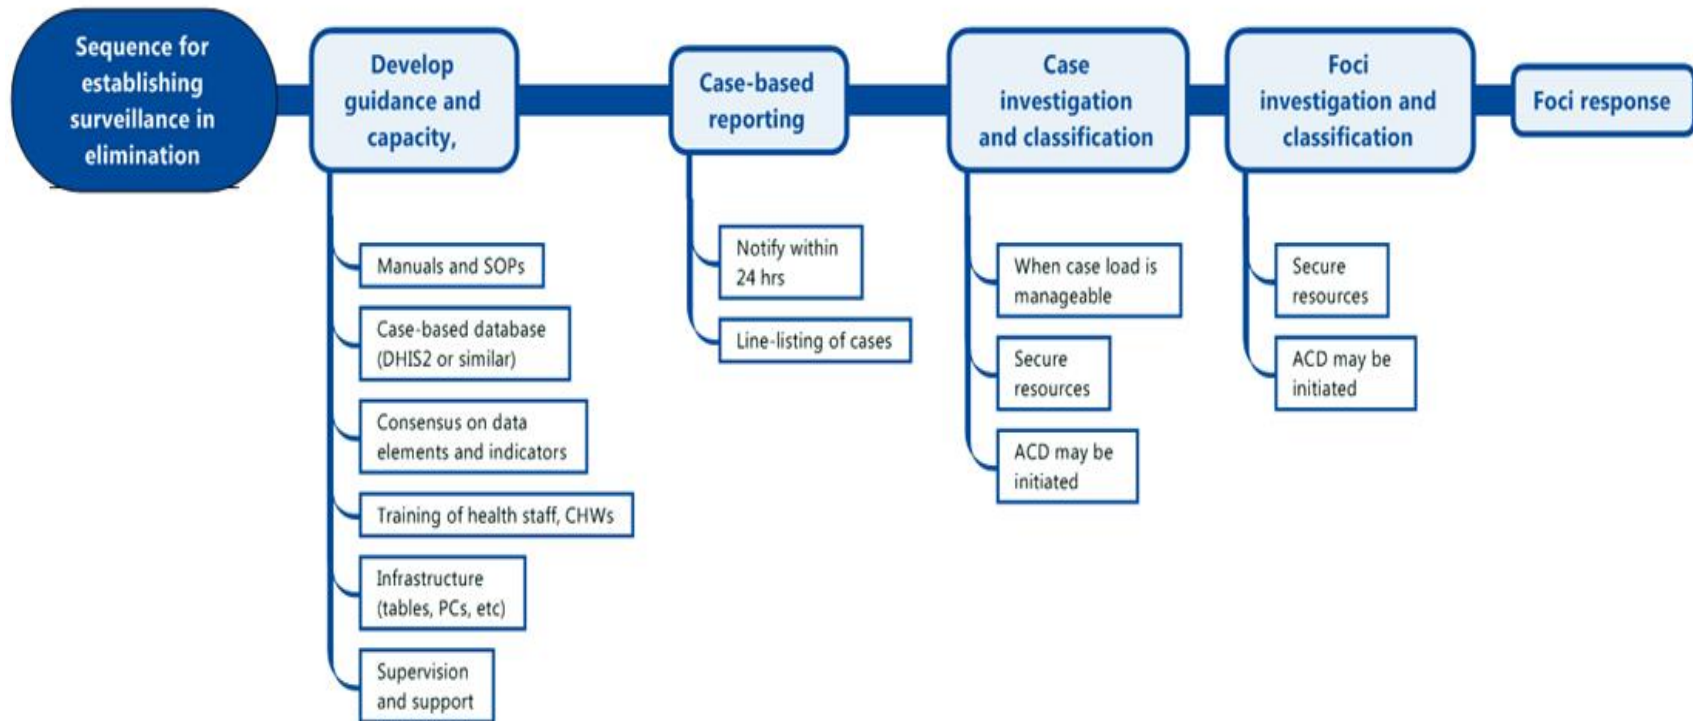 Sequence for
establishing
surveillance in
elimination
Develop
guidance and
capacity,
Manuals and SOPs
Case-based database
(DHIS2 or similar)
Consensus on data
elements and indicators
Training of health staff, CHWs
Infrastructure
(tables, PCs, etc)
Supervision
and support
Case-based
reporting
Notify within
24 hrs
Line-listing of cases
Case
investigation
and classification
When case load is
manageable
Secure
resources
ACD may be
initiated
Foci
investigation and
classification
Secure
resources
ACD may be
initiated
Foci response